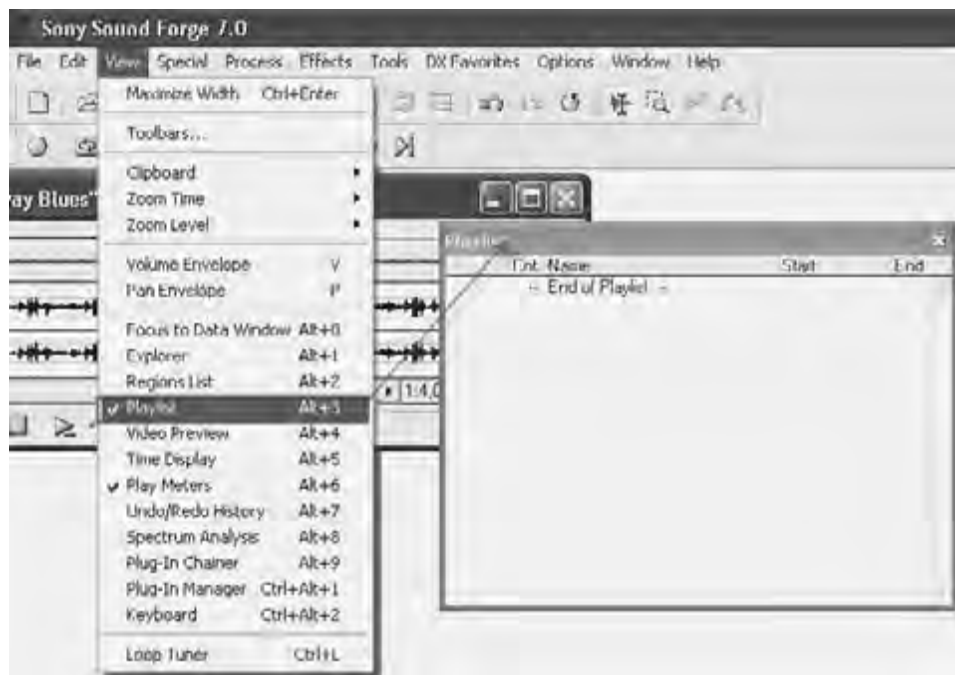 Sony Sound Forge 7.0
File Edit View Special Process Effects Tools DX Favorites Options Window Help
Maximize Width Ctrl+Enter
Toolbars...
Clipboard
Zoom Time
Zoom Level
Volume Envelope V
Pan Envelope P
Focus to Data Window Alt+0
Explorer Alt+1
Regions List Alt+2
Playlist Alt+3
Video Preview Alt+4
Time Display Alt+5
Play Meters Alt+6
Undo/Redo History Alt+7
Spectrum Analysis Alt+8
Plug-In Chainer Alt+9
Plug-In Manager Ctrl+Alt+1
Keyboard Ctrl+Alt+2
Loop Tuner Ctrl+L
ay Blues"
1:4,0
Playlist
Cnt Name Start End
-- End of Playlist --